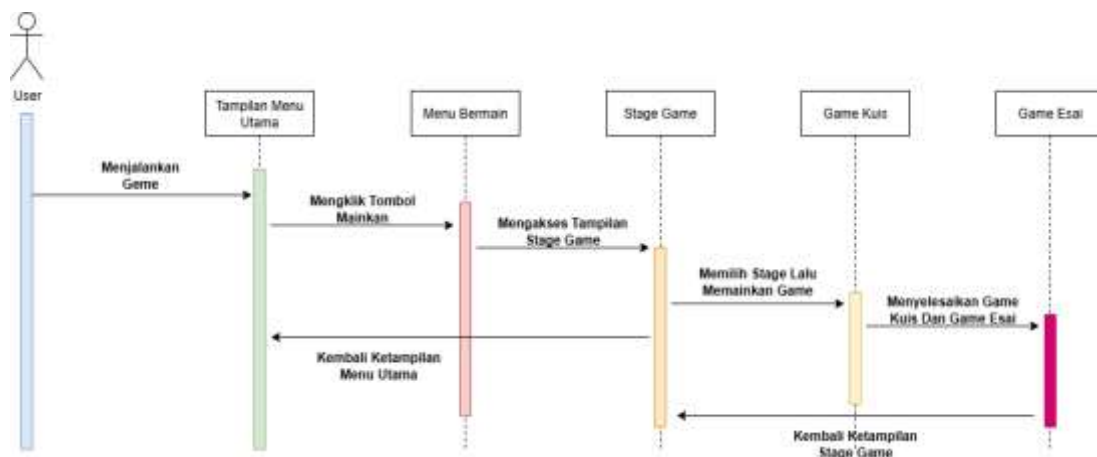 User
Tampilan Menu
Utama
Menu Bermain
Stage Game
Game Kuis
Game Esai
Menjalankan
Geme
Mengklik Tombol
Mainkan
Mengakses Tampilan
Stage Game
Memilih Stage Lalu
Memainkan Game
Menyelesaikan Game
Kuis Dan Game Esai
Kembali Ketampilan
Menu Utama
Kembali Ketampilan
Stage Game